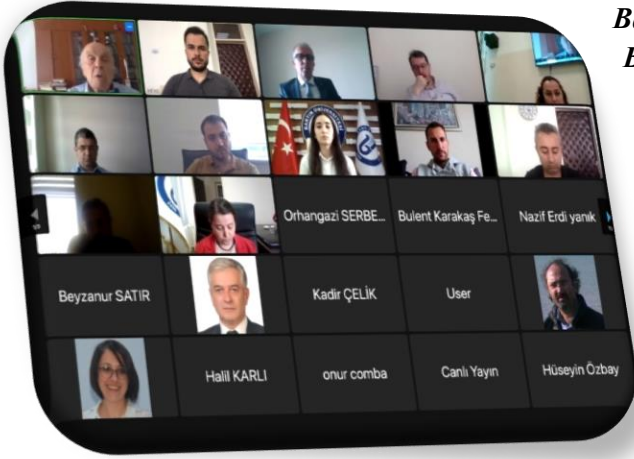 Orhangazi SERBE...
Bulent Karakaş Fe...
Nazif Erdi yanık
Beyzanur SATIR
Kadir ÇELİK
User
Halil KARLI
onur comba
Canlı Yayın
Hüseyin Özbay